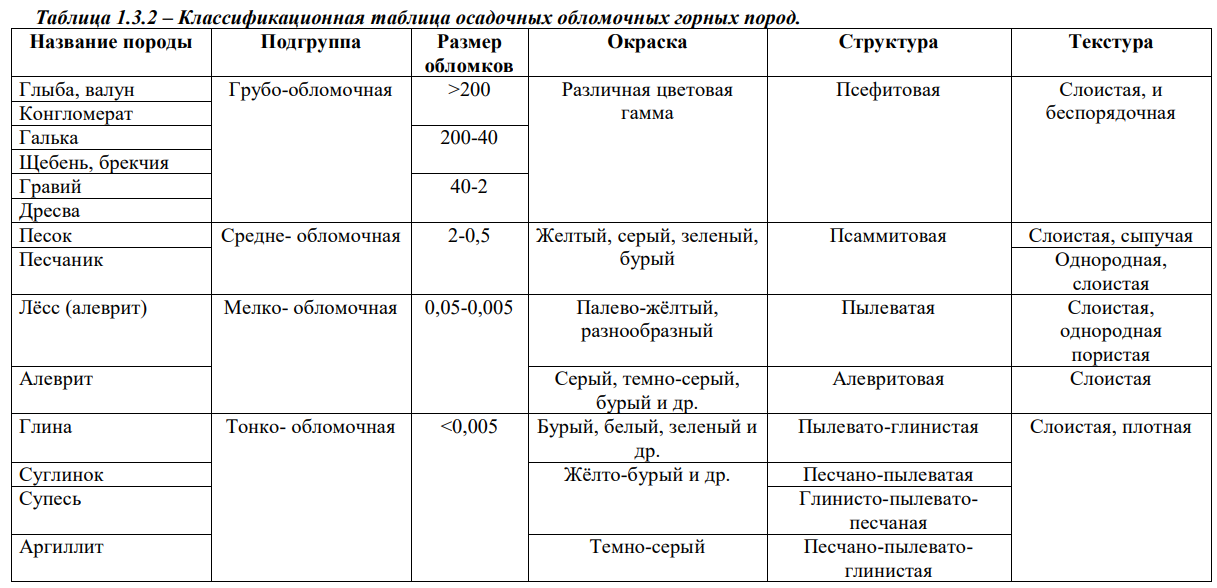 Таблица 1.3.2 – Классификационная таблица осадочных обломочных горных пород.
Название породы Подгруппа Размер обломков Окраска Структура Текстура
Глыба, валун Грубо-обломочная >200 Различная цветовая гамма Псефитовая Слоистая, и беспорядочная
Конгломерат
Галька 200-40
Щебень, брекчия
Гравий 40-2
Дресва
Песок Средне- обломочная 2-0,5 Желтый, серый, зеленый, бурый Псаммитовая Слоистая, сыпучая
Песчаник Однородная, слоистая
Лёсс (алеврит) Мелко- обломочная 0,05-0,005 Палево-жёлтый, разнообразный Пылеватая Слоистая, однородная пористая
Алеврит Серый, темно-серый, бурый и др. Алевритовая Слоистая
Глина Тонко- обломочная <0,005 Бурый, белый, зеленый и др. Пылевато-глинистая Слоистая, плотная
Суглинок Жёлто-бурый и др. Песчано-пылеватая
Супесь Глинисто-пылевато-песчаная
Аргиллит Темно-серый Песчано-пылевато-глинистая